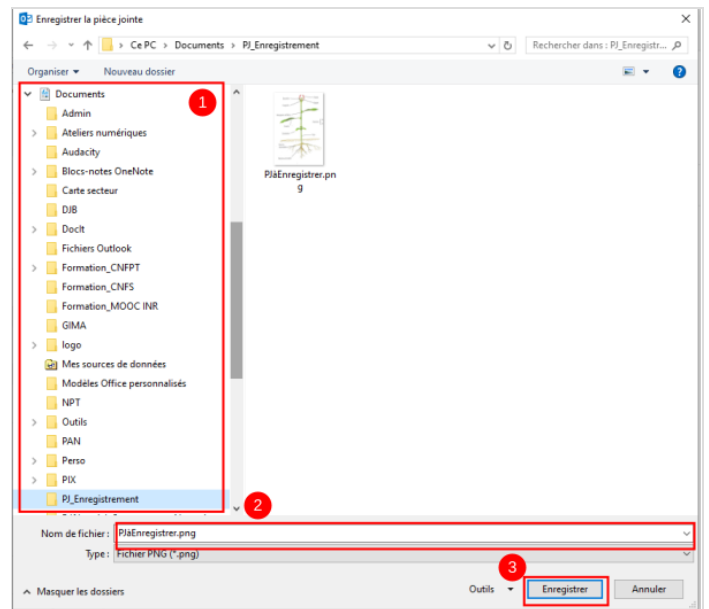 Enregistrer la pièce jointe
Ce PC > Documents > PJ_Enregistrement
Rechercher dans : PJ_Enregistr...
Organiser
Nouveau dossier
1
Documents
Admin
Ateliers numériques
Audacity
Blocs-notes OneNote
Carte secteur
DJB
DocIt
Fichiers Outlook
Formation_CNFPT
Formation_CNFS
Formation_MOOC INR
GIMA
logo
Mes sources de données
Modèles Office personnalisés
NPT
Outils
PAN
Perso
PIX
PJ_Enregistrement
PJàEnregistrer.pn
g
2
Nom de fichier : PJàEnregistrer.png
Type : Fichier PNG (*.png)
3
Masquer les dossiers
Outils
Enregistrer
Annuler